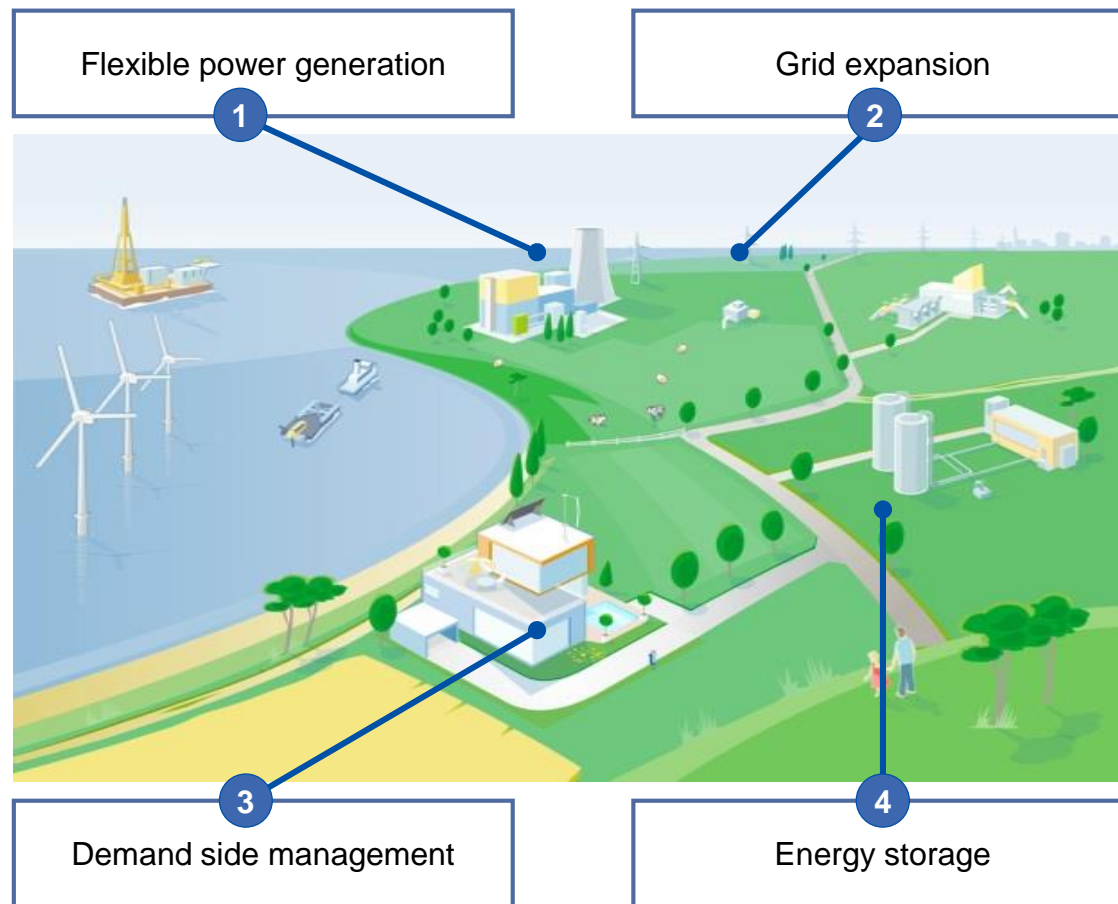 Flexible power generation
Grid expansion
1
2
3
4
Demand side management
Energy storage